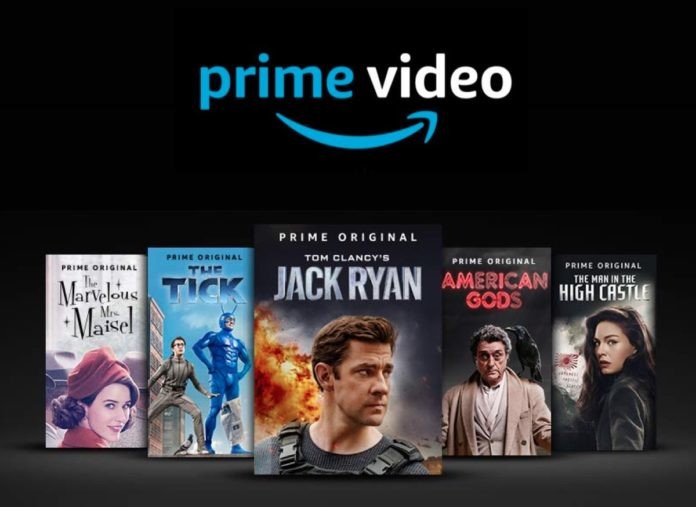 prime video
PRIME ORIGINAL
The
Marvelous
Mrs.
Maisel
PRIME ORIGINAL
THE
TICK
PRIME ORIGINAL
TOM CLANCY'S
JACK RYAN
PRIME ORIGINAL
AMERICAN
GODS
PRIME ORIGINAL
THE MAN IN THE
HIGH CASTLE